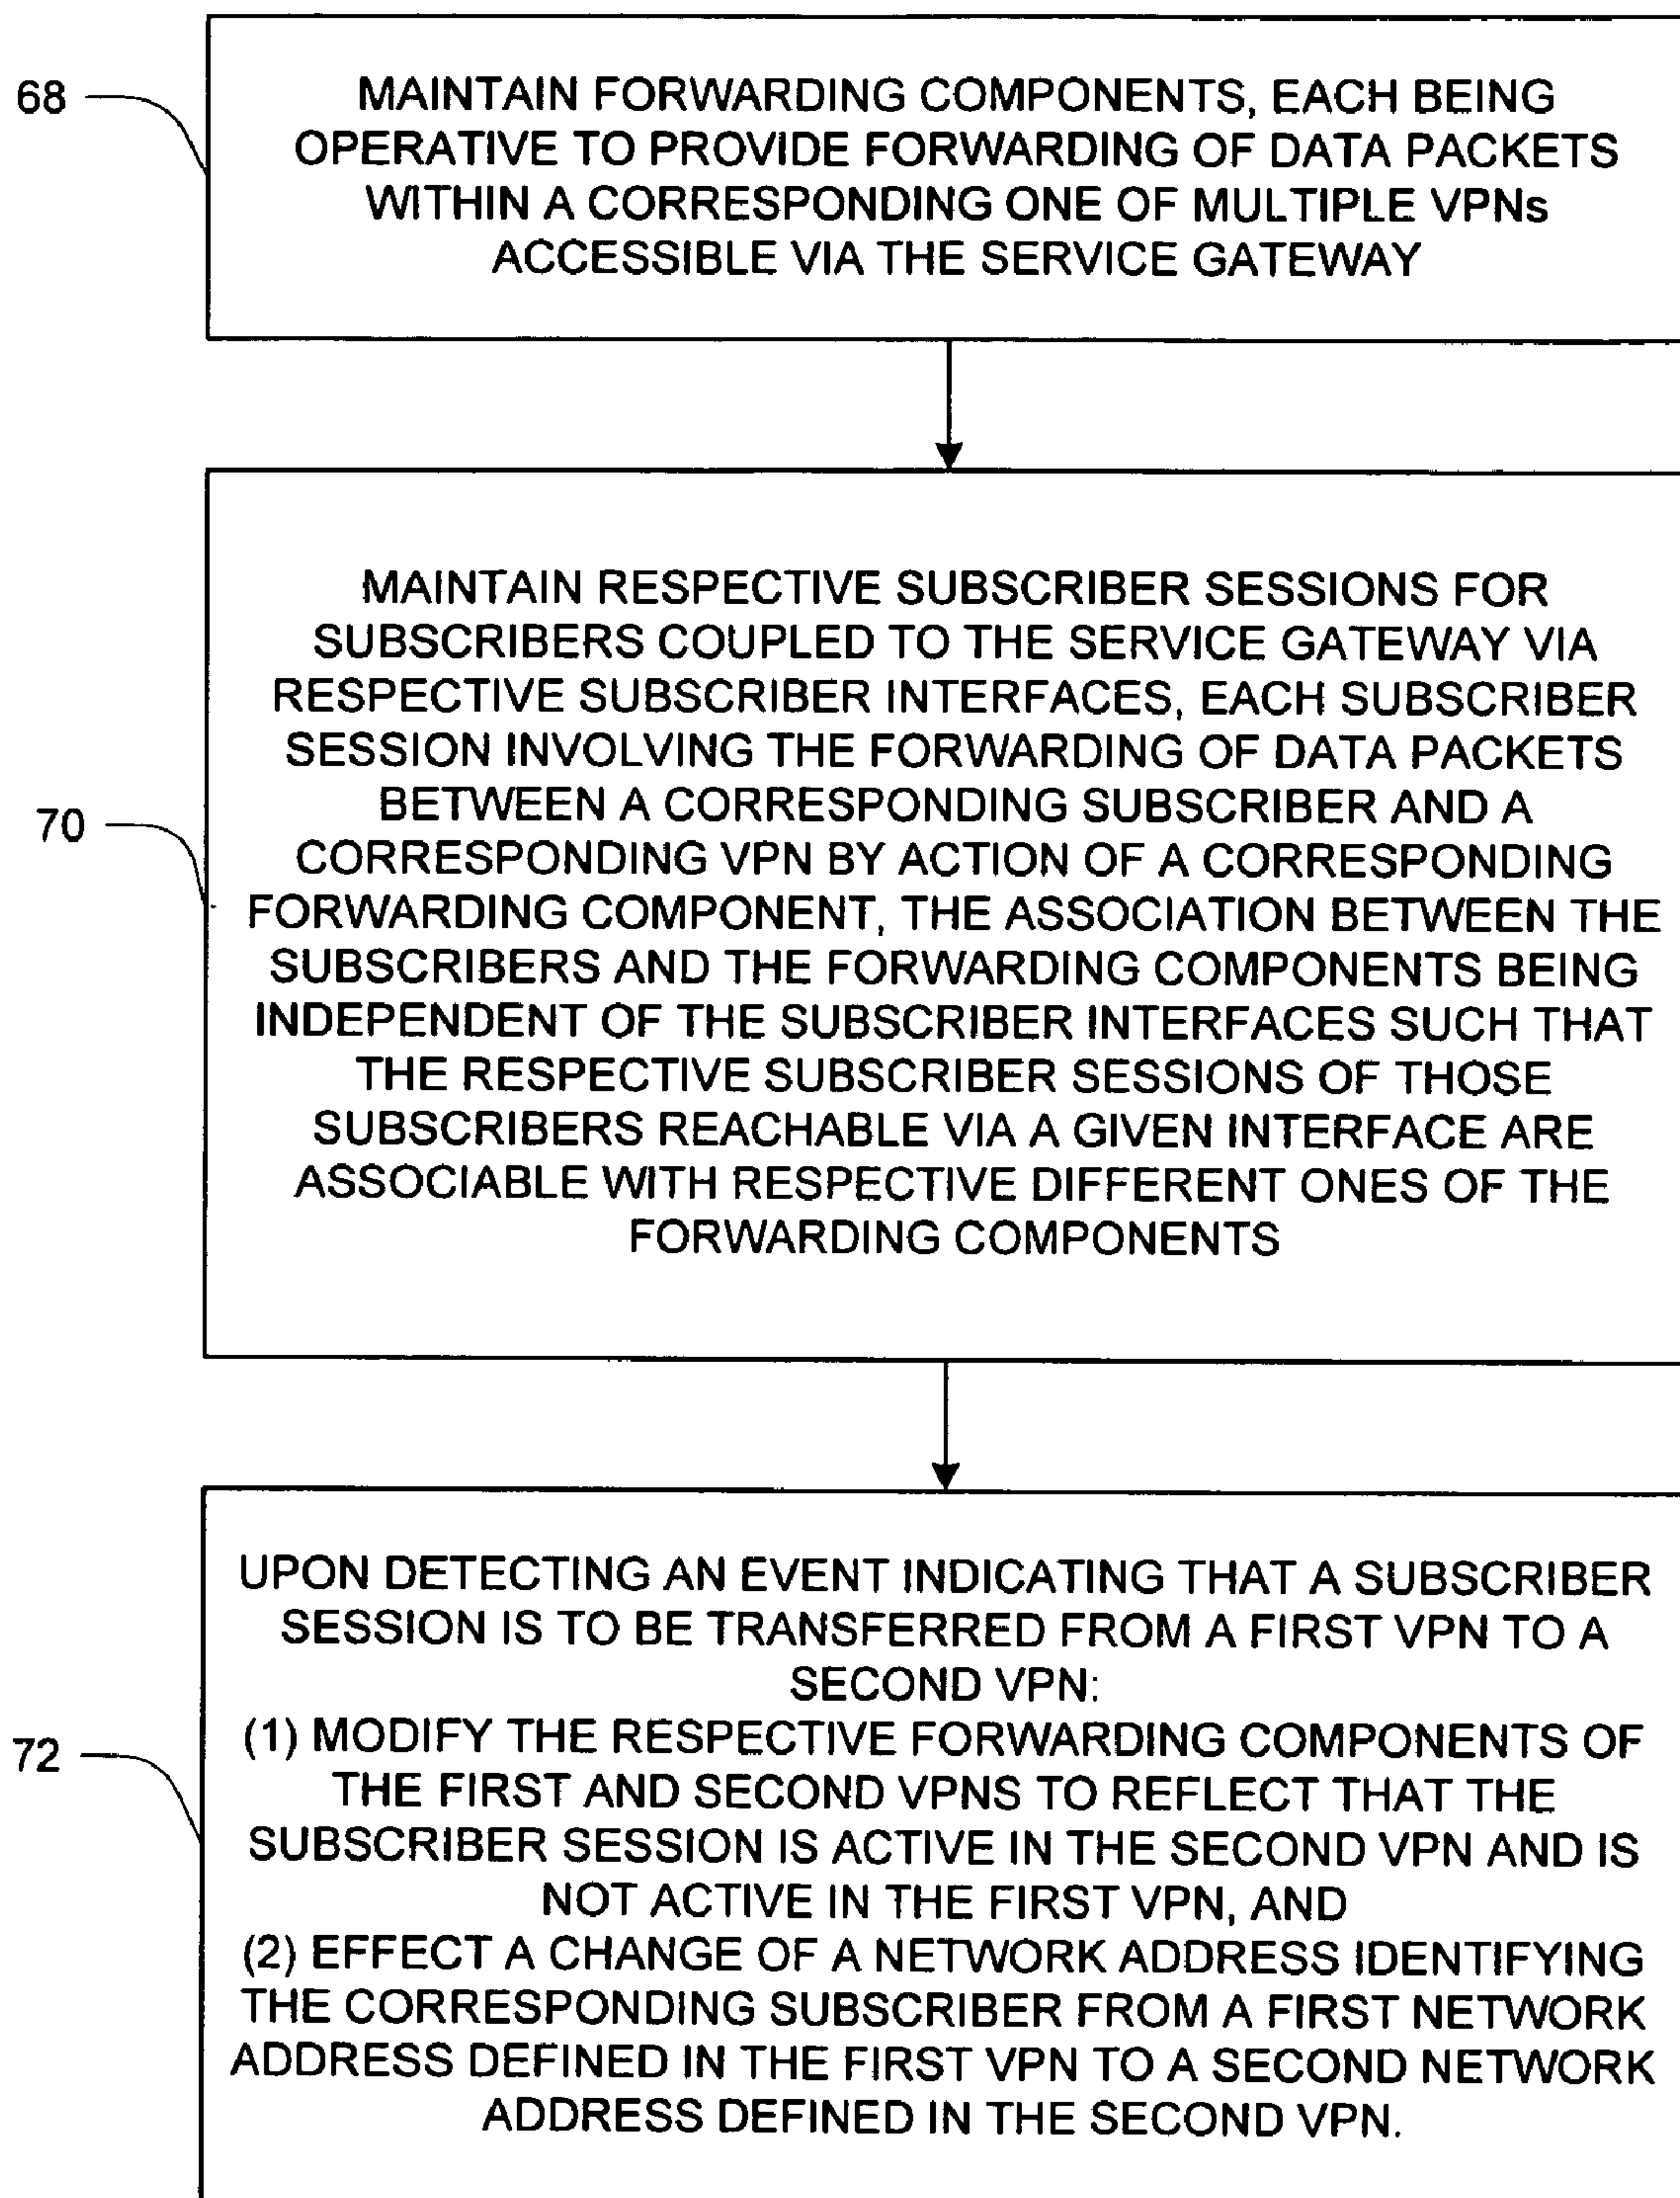 68
MAINTAIN FORWARDING COMPONENTS, EACH BEING
OPERATIVE TO PROVIDE FORWARDING OF DATA PACKETS
WITHIN A CORRESPONDING ONE OF MULTIPLE VPNs
ACCESSIBLE VIA THE SERVICE GATEWAY
70
MAINTAIN RESPECTIVE SUBSCRIBER SESSIONS FOR
SUBSCRIBERS COUPLED TO THE SERVICE GATEWAY VIA
RESPECTIVE SUBSCRIBER INTERFACES, EACH SUBSCRIBER
SESSION INVOLVING THE FORWARDING OF DATA PACKETS
BETWEEN A CORRESPONDING SUBSCRIBER AND A
CORRESPONDING VPN BY ACTION OF A CORRESPONDING
FORWARDING COMPONENT, THE ASSOCIATION BETWEEN THE
SUBSCRIBERS AND THE FORWARDING COMPONENTS BEING
INDEPENDENT OF THE SUBSCRIBER INTERFACES SUCH THAT
THE RESPECTIVE SUBSCRIBER SESSIONS OF THOSE
SUBSCRIBERS REACHABLE VIA A GIVEN INTERFACE ARE
ASSOCIABLE WITH RESPECTIVE DIFFERENT ONES OF THE
FORWARDING COMPONENTS
72
UPON DETECTING AN EVENT INDICATING THAT A SUBSCRIBER
SESSION IS TO BE TRANSFERRED FROM A FIRST VPN TO A
SECOND VPN:
(1) MODIFY THE RESPECTIVE FORWARDING COMPONENTS OF
THE FIRST AND SECOND VPNS TO REFLECT THAT THE
SUBSCRIBER SESSION IS ACTIVE IN THE SECOND VPN AND IS
NOT ACTIVE IN THE FIRST VPN, AND
(2) EFFECT A CHANGE OF A NETWORK ADDRESS IDENTIFYING
THE CORRESPONDING SUBSCRIBER FROM A FIRST NETWORK
ADDRESS DEFINED IN THE FIRST VPN TO A SECOND NETWORK
ADDRESS DEFINED IN THE SECOND VPN.